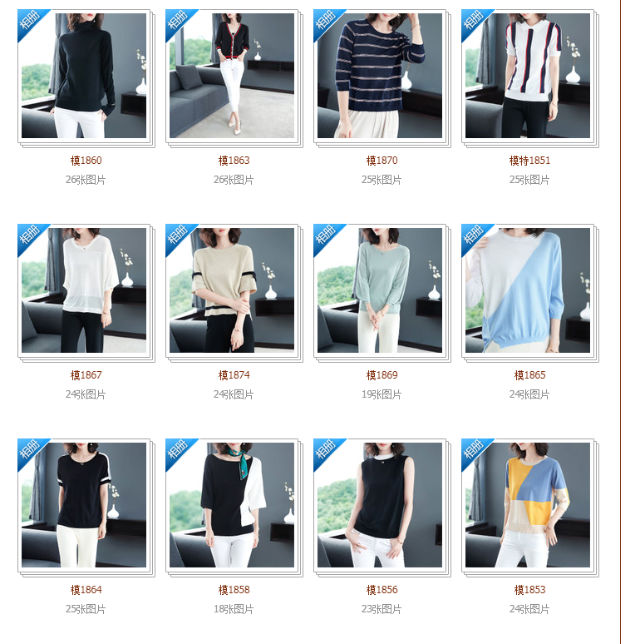 相册
相册
相册
相册
模1860
模1863
模1870
模特1851
26张图片
26张图片
25张图片
25张图片
相册
相册
相册
相册
模1867
模1874
模1869
模1865
24张图片
24张图片
19张图片
24张图片
相册
相册
相册
相册
模1864
模1858
模1856
模1853
25张图片
18张图片
23张图片
24张图片